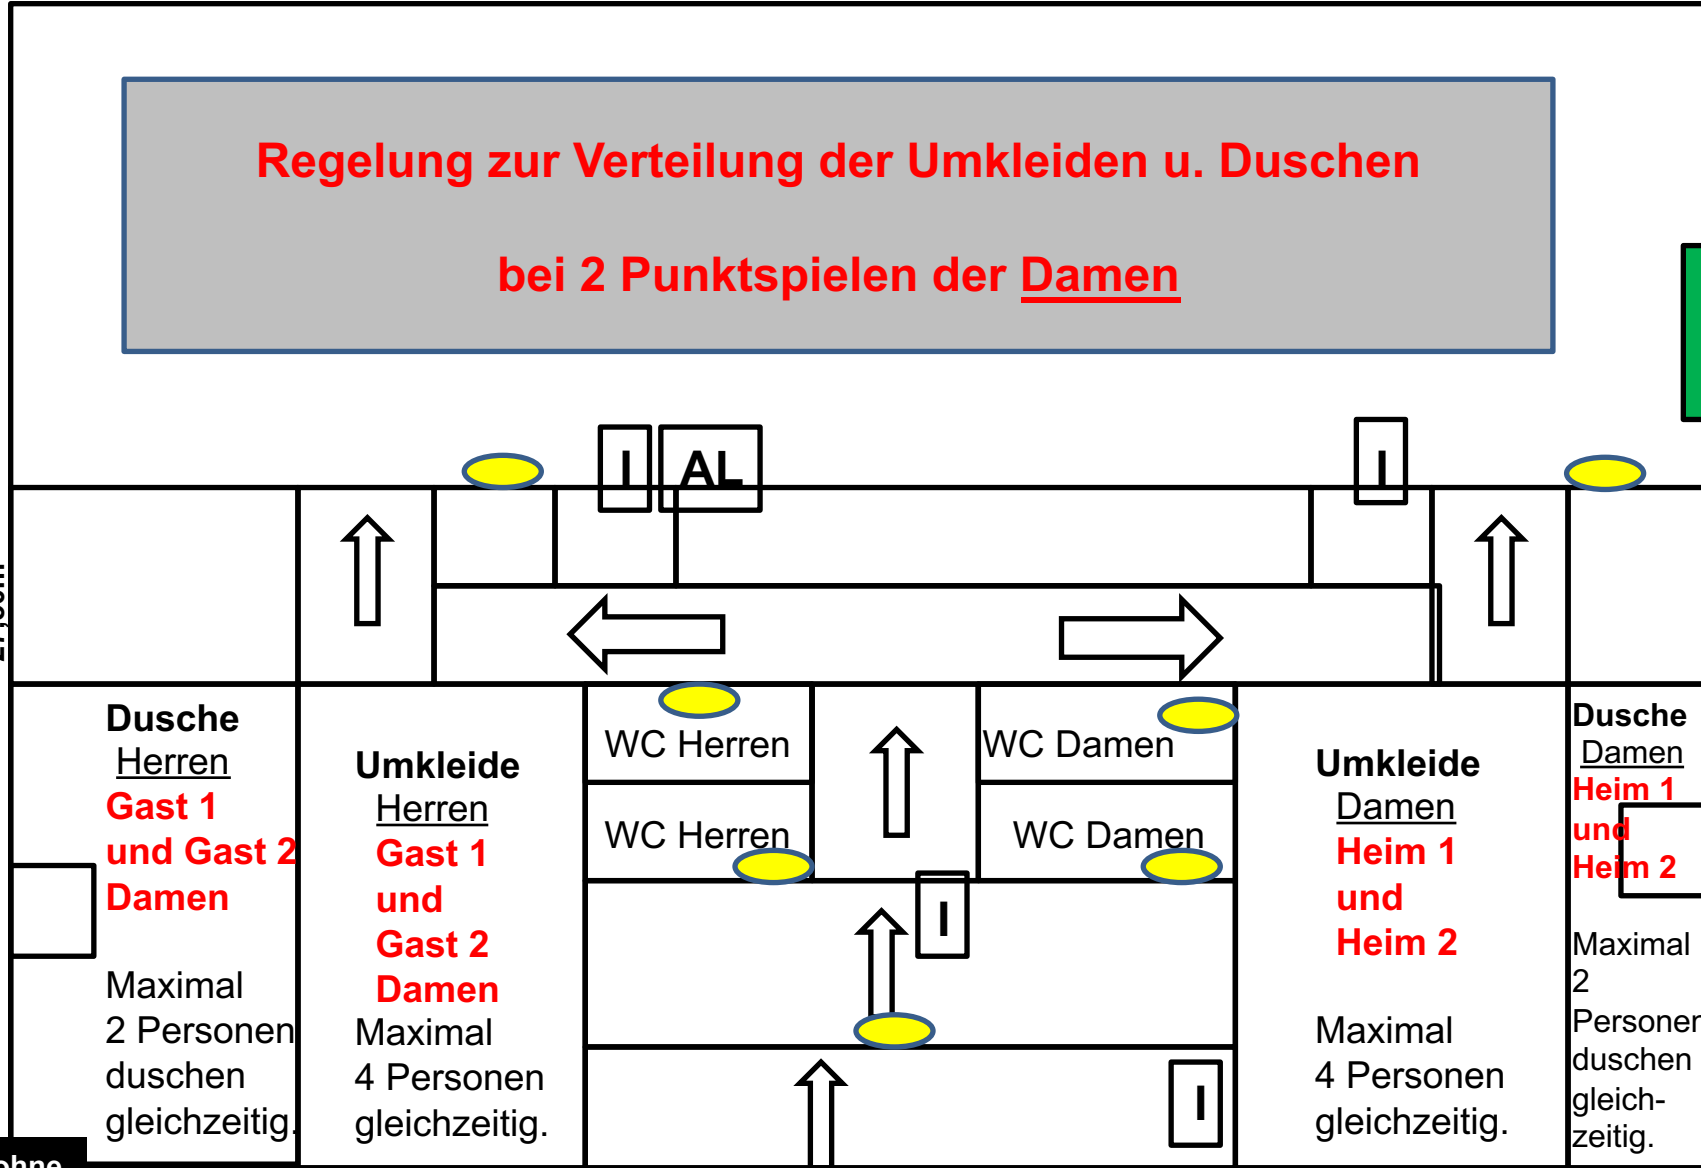 Regelung zur Verteilung der Umkleiden u. Duschen
bei 2 Punktspielen der Damen
I
AL
I
Dusche
Herren
Gast 1
und Gast 2
Damen
Maximal
2 Personen
duschen
gleichzeitig.
Umkleide
Herren
Gast 1
und
Gast 2
Damen
Maximal
4 Personen
gleichzeitig.
WC Herren
WC Herren
WC Damen
WC Damen
I
I
Umkleide
Damen
Heim 1
und
Heim 2
Maximal
4 Personen
gleichzeitig.
Dusche
Damen
Heim 1
und
Heim 2
Maximal
2
Personen
duschen
gleich-
zeitig.
ohne